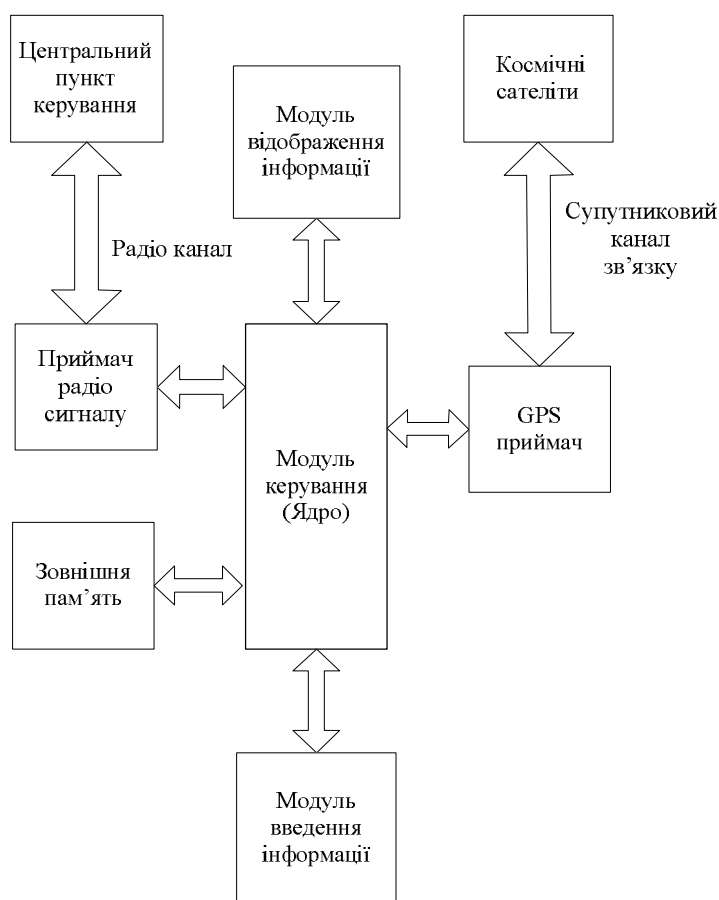 Центральний
пункт
керування
Космічні
сателіти
Модуль
відображення
інформації
Радіо канал
Супутниковий
канал
зв’язку
Приймач
радіо
сигналу
GPS
приймач
Модуль
керування
(Ядро)
Зовнішня
пам’ять
Модуль
введення
інформації